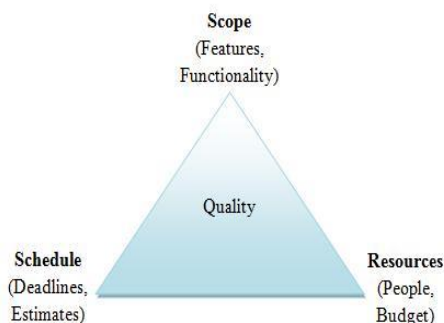 Scope
(Features,
Functionality)
Quality
Schedule
(Deadlines,
Estimates)
Resources
(People,
Budget)